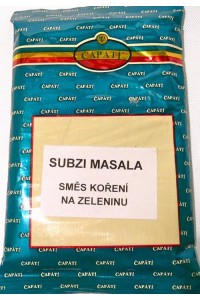 CAPATI
SUBZI MASALA
SMĚS KOŘENÍ
NA ZELENINU